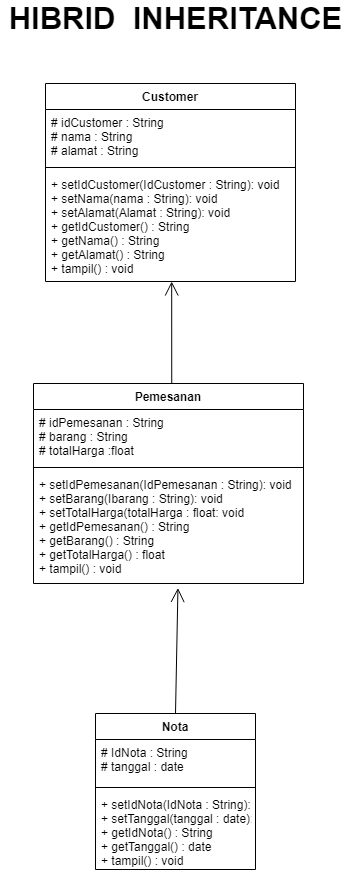 HIBRID INHERITANCE
Customer
# idCustomer : String
# nama : String
# alamat : String
+ setIdCustomer(IdCustomer : String): void
+ setNama(nama : String): void
+ setAlamat(Alamat : String): void
+ getIdCustomer() : String
+ getNama() : String
+ getAlamat() : String
+ tampil() : void
Pemesanan
# idPemesanan : String
# barang : String
# totalHarga :float
+ setIdPemesanan(IdPemesanan : String): void
+ setBarang(Ibarang : String): void
+ setTotalHarga(totalHarga : float: void
+ getIdPemesanan() : String
+ getBarang() : String
+ getTotalHarga() : float
+ tampil() : void
Nota
# IdNota : String
# tanggal : date
+ setIdNota(IdNota : String):
+ setTanggal(tanggal : date)
+ getIdNota() : String
+ getTanggal() : date
+ tampil() : void